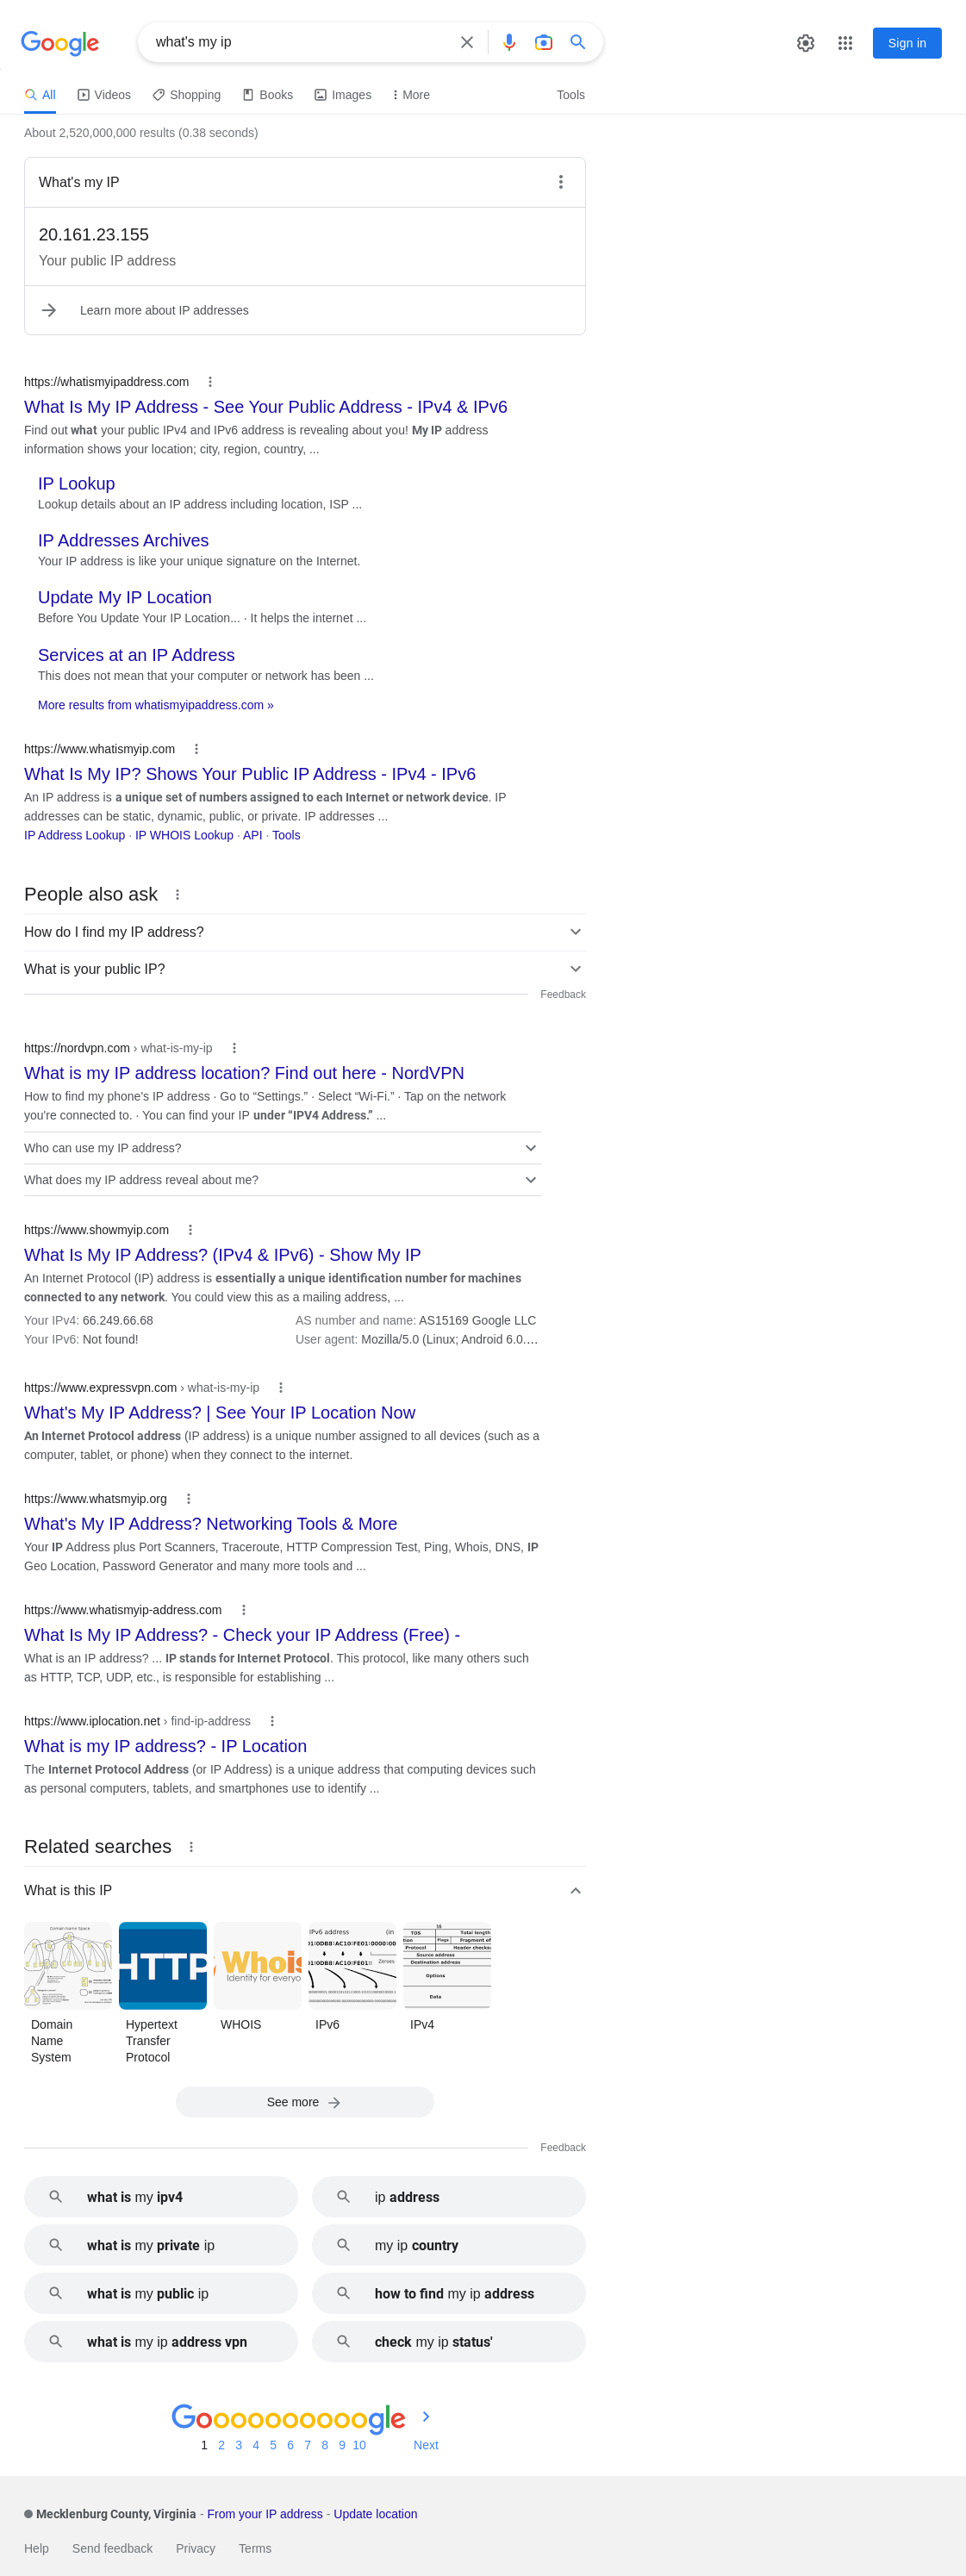 Google
what's my ip
Sign in
All
Videos
Shopping
Books
Images
More
Tools
About 2,520,000,000 results (0.38 seconds)
What's my IP
20.161.23.155
Your public IP address
Learn more about IP addresses
https://whatismyipaddress.com
What Is My IP Address - See Your Public Address - IPv4 & IPv6
Find out what your public IPv4 and IPv6 address is revealing about you! My IP address
information shows your location; city, region, country, ...
IP Lookup
Lookup details about an IP address including location, ISP ...
IP Addresses Archives
Your IP address is like your unique signature on the Internet.
Update My IP Location
Before You Update Your IP Location... · It helps the internet ...
Services at an IP Address
This does not mean that your computer or network has been ...
More results from whatismyipaddress.com »
https://www.whatismyip.com
What Is My IP? Shows Your Public IP Address - IPv4 - IPv6
An IP address is a unique set of numbers assigned to each Internet or network device. IP
addresses can be static, dynamic, public, or private. IP addresses ...
IP Address Lookup · IP WHOIS Lookup · API · Tools
People also ask
How do I find my IP address?
What is your public IP?
Feedback
https://nordvpn.com › what-is-my-ip
What is my IP address location? Find out here - NordVPN
How to find my phone's IP address · Go to “Settings.” · Select “Wi-Fi.” · Tap on the network
you're connected to. · You can find your IP under “IPV4 Address.” ...
Who can use my IP address?
What does my IP address reveal about me?
https://www.showmyip.com
What Is My IP Address? (IPv4 & IPv6) - Show My IP
An Internet Protocol (IP) address is essentially a unique identification number for machines
connected to any network. You could view this as a mailing address, ...
Your IPv4: 66.249.66.68
AS number and name: AS15169 Google LLC
Your IPv6: Not found!
User agent: Mozilla/5.0 (Linux; Android 6.0....
https://www.expressvpn.com › what-is-my-ip
What's My IP Address? | See Your IP Location Now
An Internet Protocol address (IP address) is a unique number assigned to all devices (such as a
computer, tablet, or phone) when they connect to the internet.
https://www.whatsmyip.org
What's My IP Address? Networking Tools & More
Your IP Address plus Port Scanners, Traceroute, HTTP Compression Test, Ping, Whois, DNS, IP
Geo Location, Password Generator and many more tools and ...
https://www.whatismyip-address.com
What Is My IP Address? - Check your IP Address (Free) -
What is an IP address? ... IP stands for Internet Protocol. This protocol, like many others such
as HTTP, TCP, UDP, etc., is responsible for establishing ...
https://www.iplocation.net › find-ip-address
What is my IP address? - IP Location
The Internet Protocol Address (or IP Address) is a unique address that computing devices such
as personal computers, tablets, and smartphones use to identify ...
Related searches
What is this IP
Domain Name Space
HTTP
Whois
Identity for everyo
IPv6 address (in
Zeroes
16
TOS Total length
Flags Fragment of
Protocol Header checks
Source address
Destination address
Options
Data
Domain
Name
System
Hypertext
Transfer
Protocol
WHOIS
IPv6
IPv4
See more
Feedback
what is my ipv4
ip address
what is my private ip
my ip country
what is my public ip
how to find my ip address
what is my ip address vpn
check my ip status'
Goooooooooogle
1 2 3 4 5 6 7 8 9 10 Next
Mecklenburg County, Virginia - From your IP address - Update location
Help Send feedback Privacy Terms